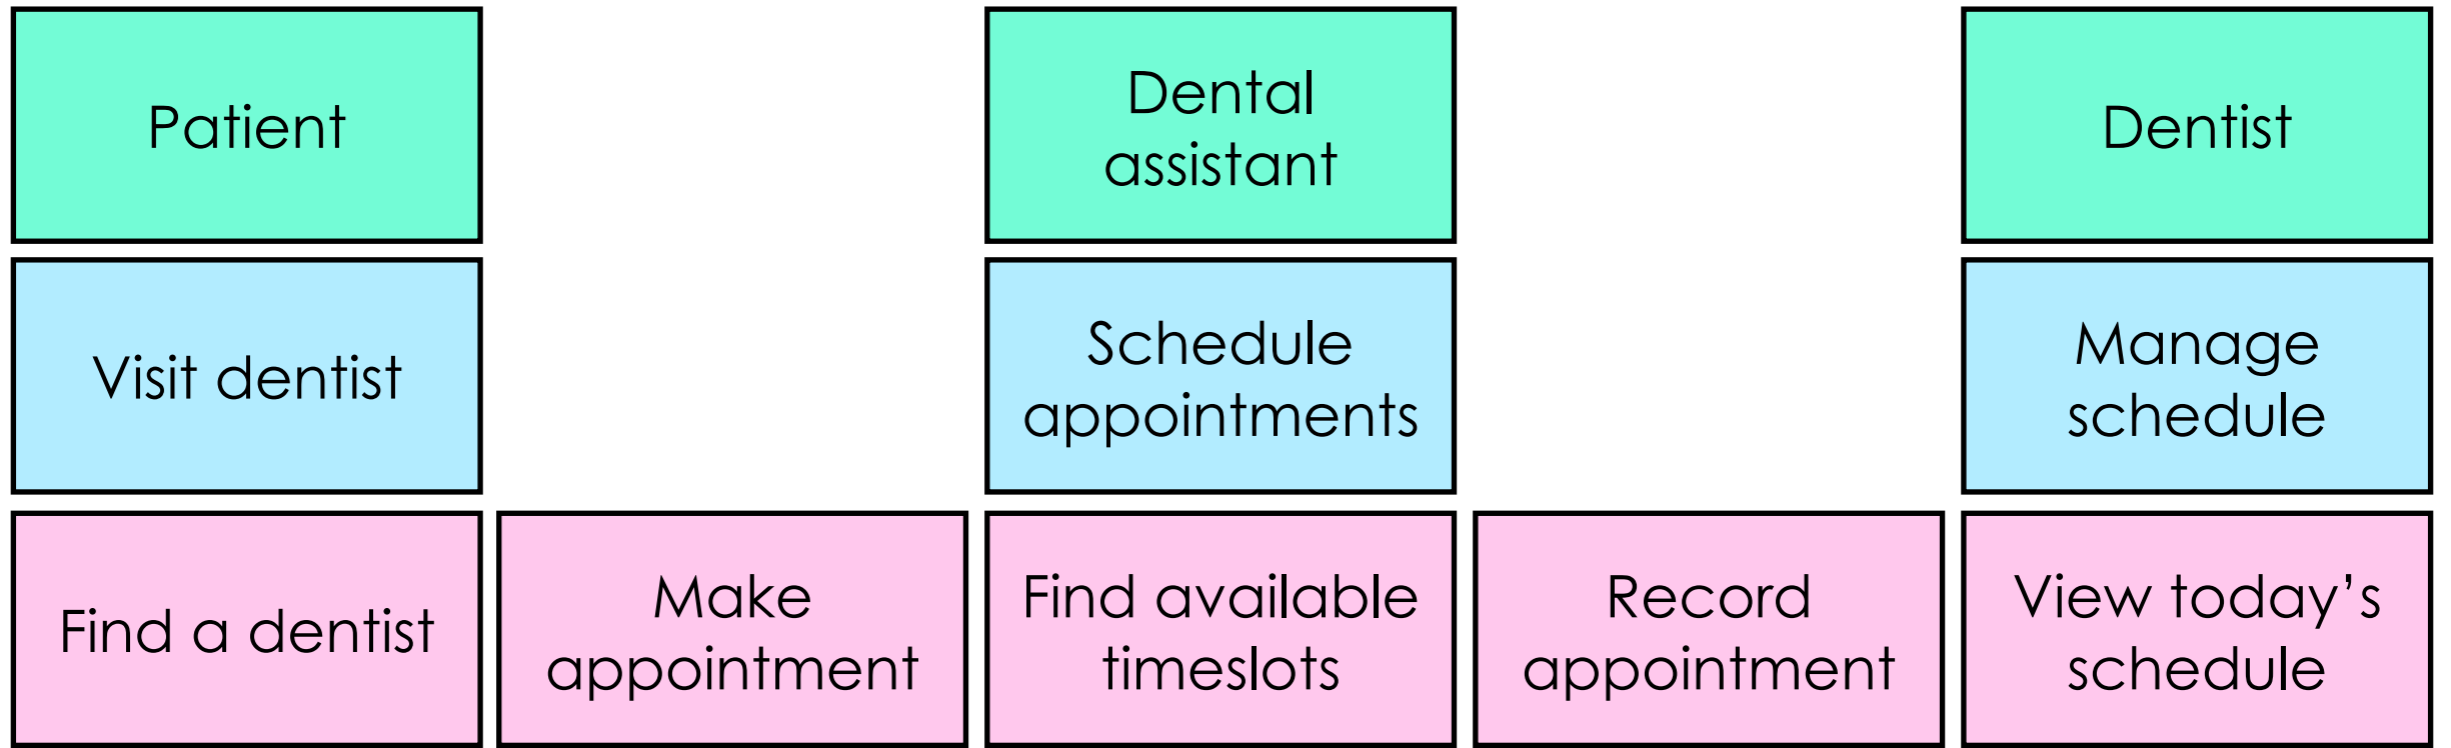 Patient
Dental
assistant
Dentist
Visit dentist
Schedule
appointments
Manage
schedule
Find a dentist
Make
appointment
Find available
timeslots
Record
appointment
View today’s
schedule